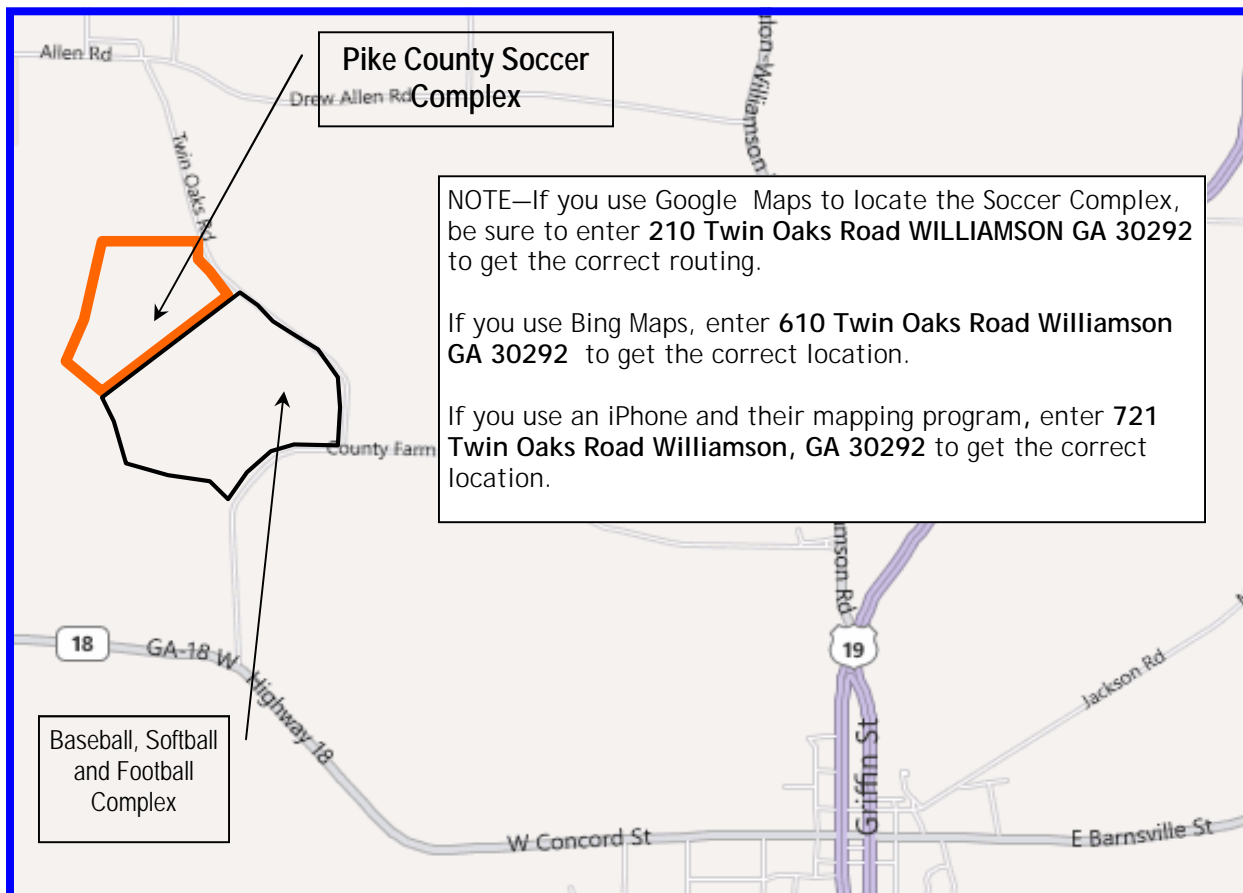 Pike County Soccer
Complex
Allen Rd
Drew Allen Rd
Twin Oaks Rd
NOTE—If you use Google Maps to locate the Soccer Complex,
be sure to enter 210 Twin Oaks Road WILLIAMSON GA 30292
to get the correct routing.
If you use Bing Maps, enter 610 Twin Oaks Road Williamson
GA 30292 to get the correct location.
If you use an iPhone and their mapping program, enter 721
Twin Oaks Road Williamson, GA 30292 to get the correct
location.
County Farm
18
GA-18 W
Highway 18
19
Jackson Rd
Griffin St
Baseball, Softball
and Football
Complex
W Concord St
E Barnsville St